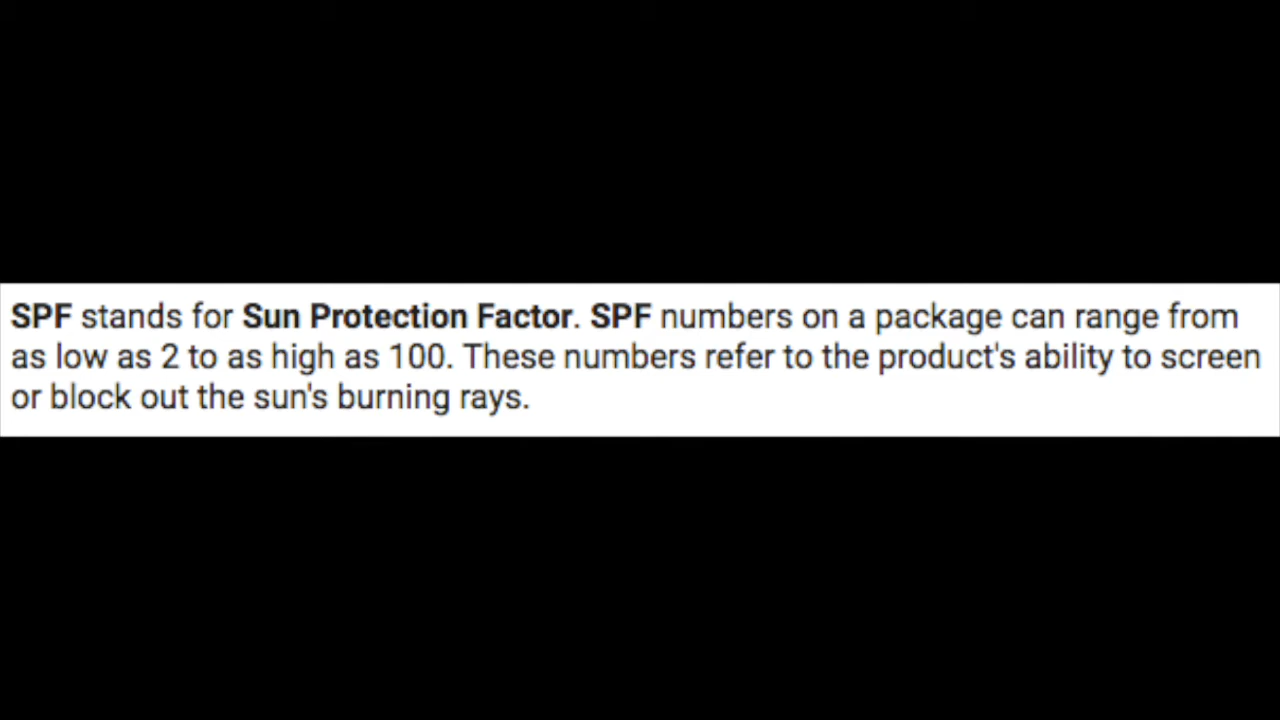 SPF stands for Sun Protection Factor. SPF numbers on a package can range from
as low as 2 to as high as 100. These numbers refer to the product's ability to screen
or block out the sun's burning rays.